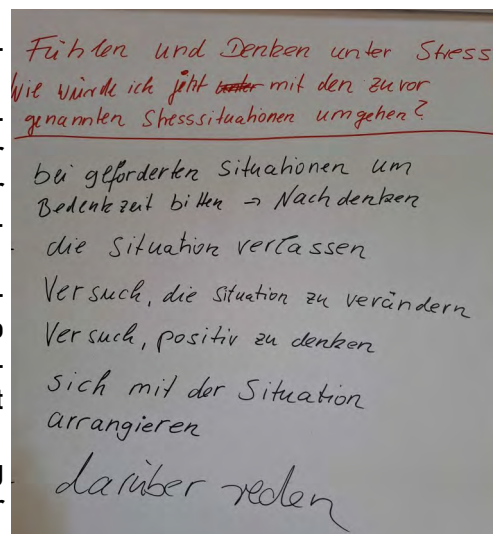 Fühlen und Denken unter Stress
Wie würde ich jetzt unter mit den zuvor
genannten Stresssituationen umgehen?
bei geforderten Situationen um
Bedenkzeit bitten → Nachdenken
die Situation verlassen
Versuch, die Situation zu verändern
Versuch, positiv zu denken
sich mit der Situation
arrangieren
darüber reden